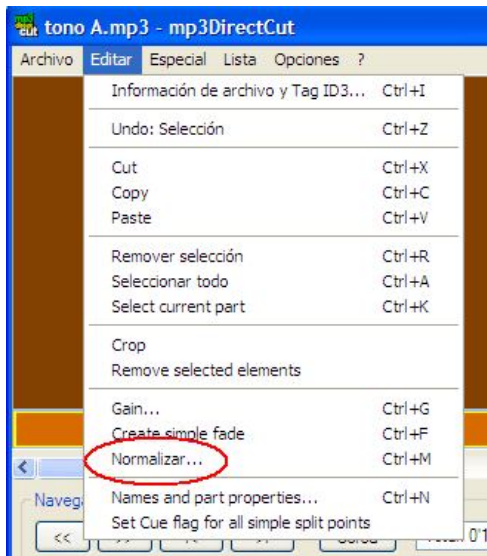 tono A.mp3 - mp3DirectCut
Archivo Editar Especial Lista Opciones ?
Información de archivo y Tag ID3... Ctrl+I
Undo: Selección Ctrl+Z
Cut Ctrl+X
Copy Ctrl+C
Paste Ctrl+V
Remover selección Ctrl+R
Seleccionar todo Ctrl+A
Select current part Ctrl+K
Crop
Remove selected elements
Gain... Ctrl+G
Create simple fade Ctrl+F
Normalizar... Ctrl+M
Names and part properties... Ctrl+N
Set Cue flag for all simple split points